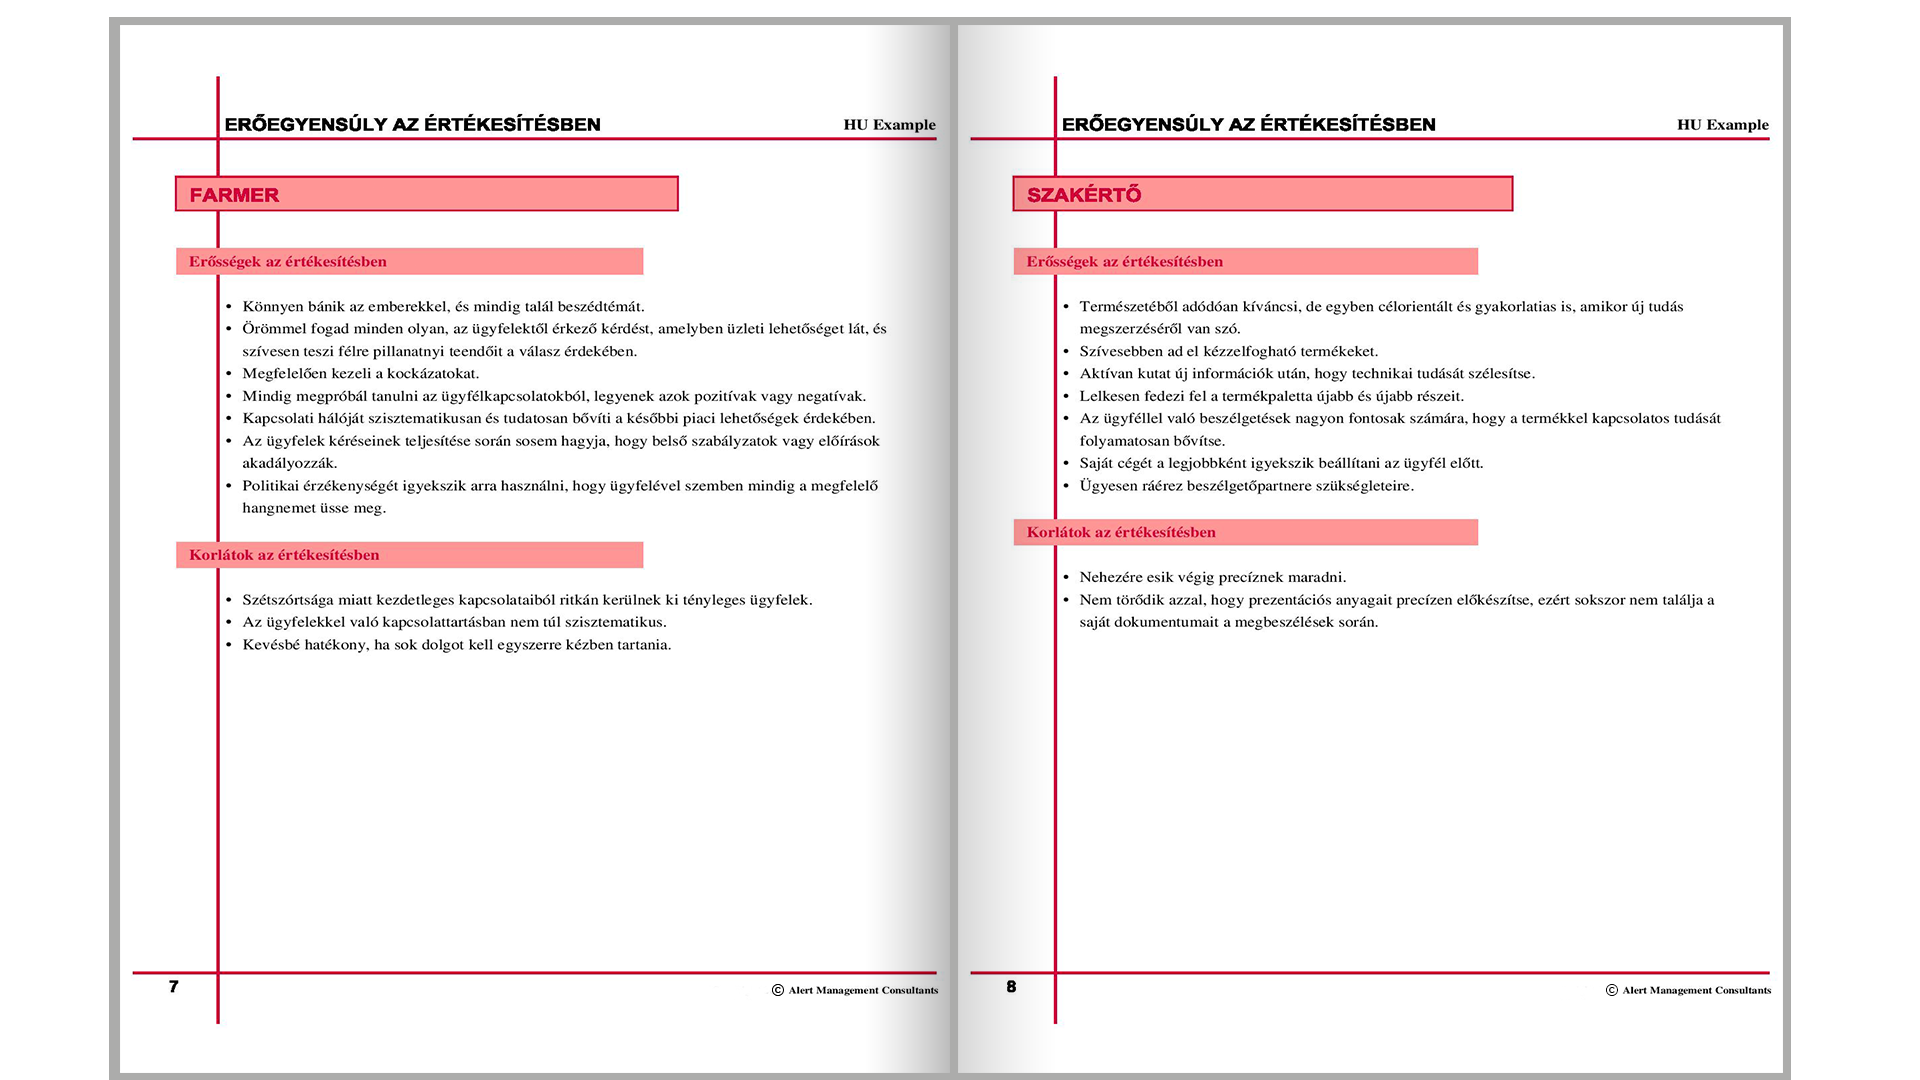 ERŐEGYENSÚLY AZ ÉRTÉKESÍTÉSBEN
HU Example
FARMER
Erősségek az értékesítésben
• Könnyen bánik az emberekkel, és mindig talál beszédtémát.
• Örömmel fogad minden olyan, az ügyfelektől érkező kérdést, amelyben üzleti lehetőséget lát, és
szívesen teszi félre pillanatnyi teendőit a válasz érdekében.
• Megfelelően kezeli a kockázatokat.
• Mindig megpróbál tanulni az ügyfélkapcsolatokból, legyenek azok pozitívak vagy negatívak.
• Kapcsolati hálóját szisztematikusan és tudatosan bővíti a későbbi piaci lehetőségek érdekében.
• Az ügyfelek kéréseinek teljesítése során sosem hagyja, hogy belső szabályzatok vagy előírások
akadályozzák.
• Politikai érzékenységét igyekszik arra használni, hogy ügyfelével szemben mindig a megfelelő
hangnemet üsse meg.
Korlátok az értékesítésben
• Szétszórtsága miatt kezdetleges kapcsolataiból ritkán kerülnek ki tényleges ügyfelek.
• Az ügyfelekkel való kapcsolattartásban nem túl szisztematikus.
• Kevésbé hatékony, ha sok dolgot kell egyszerre kézben tartania.
7
© Alert Management Consultants
ERŐEGYENSÚLY AZ ÉRTÉKESÍTÉSBEN
HU Example
SZAKÉRTŐ
Erősségek az értékesítésben
• Természetéből adódóan kíváncsi, de egyben célorientált és gyakorlatias is, amikor új tudás
megszerzéséről van szó.
• Szívesebben ad el kézzelfogható termékeket.
• Aktívan kutat új információk után, hogy technikai tudását szélesítse.
• Lelkesen fedezi fel a termékpaletta újabb és újabb részeit.
• Az ügyféllel való beszélgetések nagyon fontosak számára, hogy a termékkel kapcsolatos tudását
folyamatosan bővítse.
• Saját cégét a legjobbként igyekszik beállítani az ügyfél előtt.
• Ügyesen ráérez beszélgetőpartnere szükségleteire.
Korlátok az értékesítésben
• Nehezére esik végig precíznek maradni.
• Nem törődik azzal, hogy prezentációs anyagait precízen előkészítse, ezért sokszor nem találja a
saját dokumentumait a megbeszélések során.
8
© Alert Management Consultants